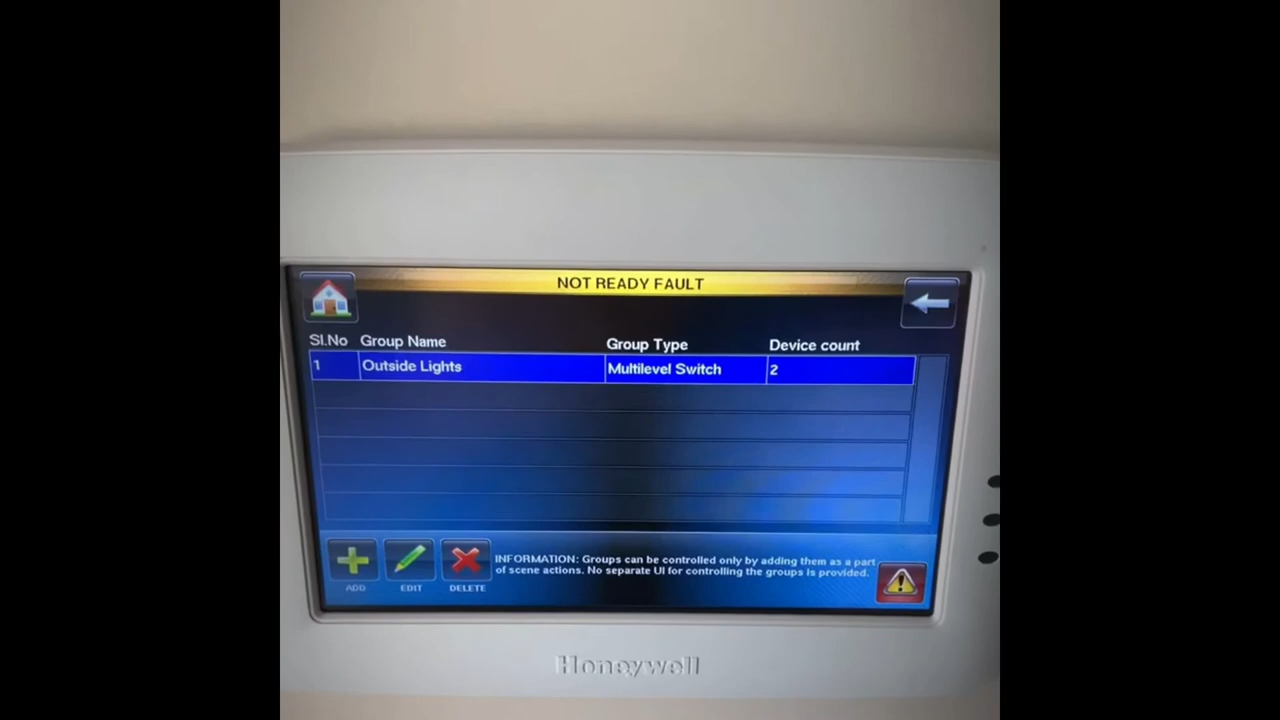 NOT READY FAULT
Sl.No Group Name Group Type Device count
1 Outside Lights Multilevel Switch 2
ADD EDIT DELETE
INFORMATION: Groups can be controlled only by adding them as a part
of scene actions. No separate UI for controlling the groups is provided.
Honeywell